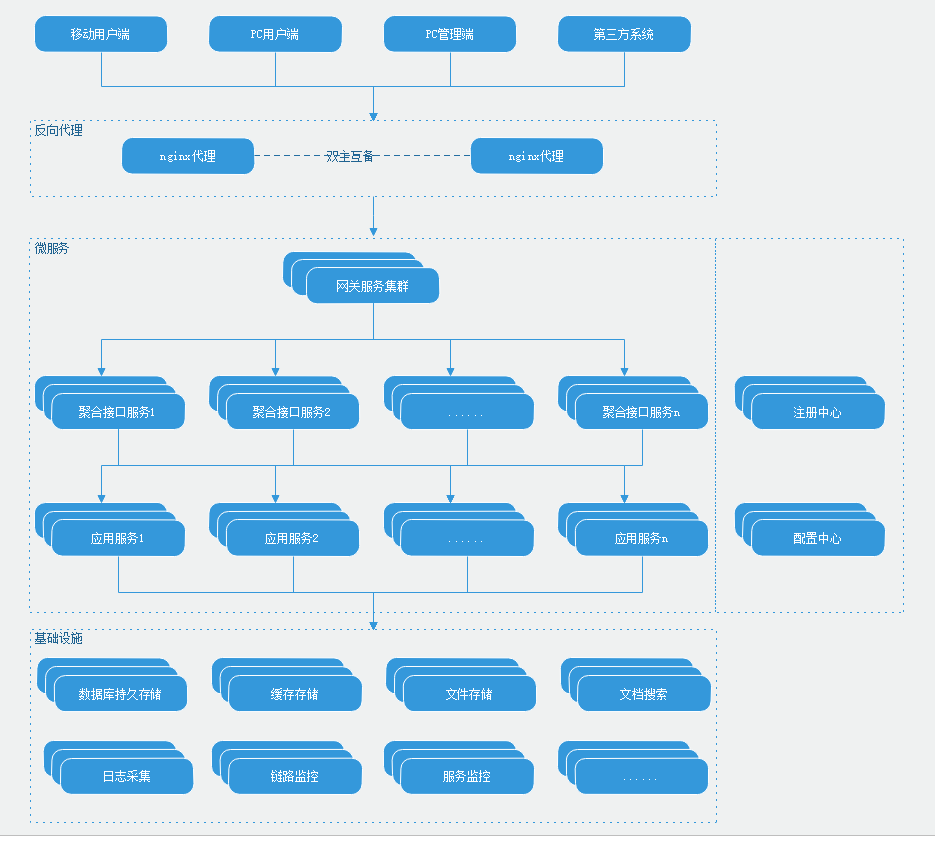 移动用户端
PC用户端
PC管理端
第三方系统
反向代理
nginx代理
双主互备
nginx代理
微服务
网关服务集群
聚合接口服务1
聚合接口服务2
......
聚合接口服务n
注册中心
应用服务1
应用服务2
......
应用服务n
配置中心
基础设施
数据库持久存储
缓存存储
文件存储
文档搜索
日志采集
链路监控
服务监控
......